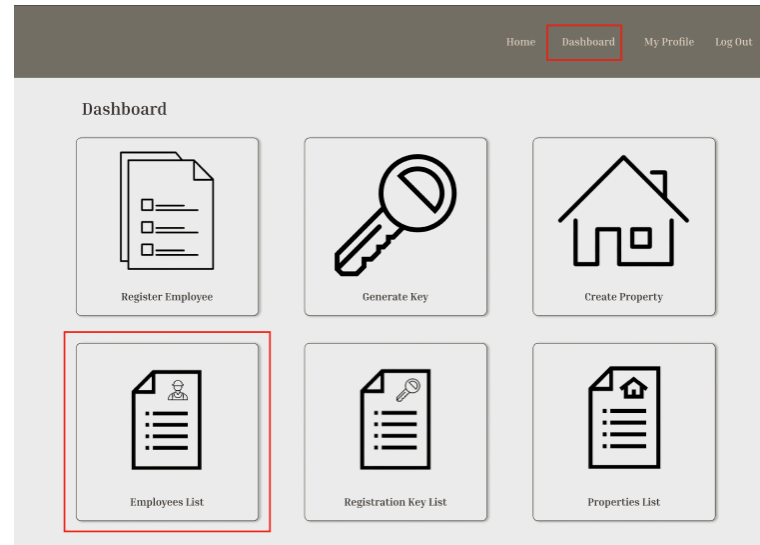 Home Dashboard My Profile Log Out
Dashboard
Register Employee Generate Key Create Property
Employees List Registration Key List Properties List